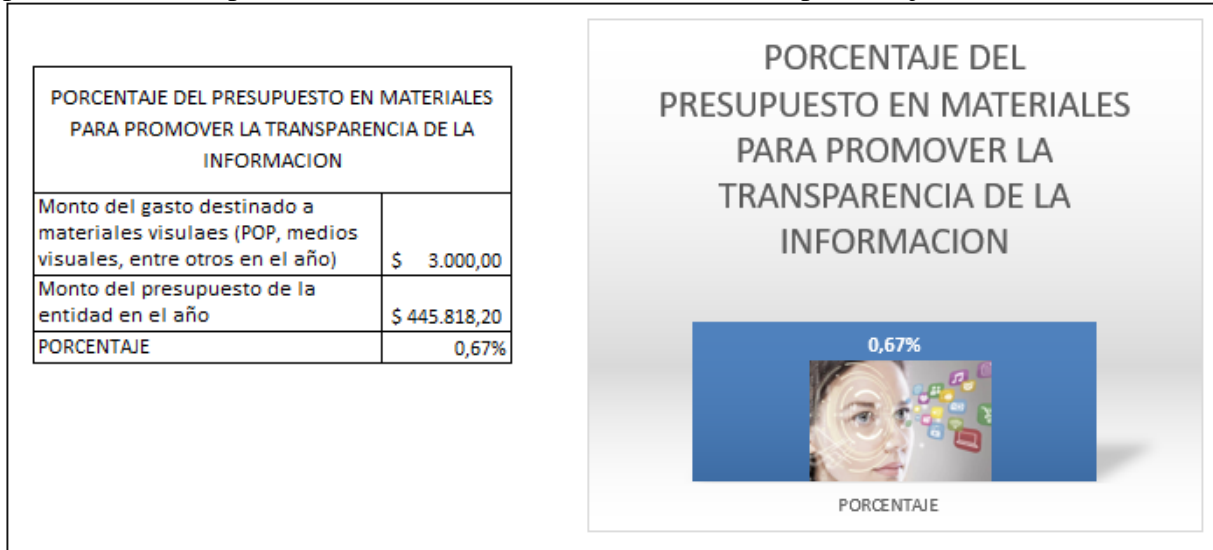 PORCENTAJE DEL PRESUPUESTO EN MATERIALES
PARA PROMOVER LA TRANSPARENCIA DE LA
INFORMACION
Monto del gasto destinado a
materiales visulaes (POP, medios
visuales, entre otros en el año) $ 3.000,00
Monto del presupuesto de la
entidad en el año $ 445.818,20
PORCENTAJE 0,67%
PORCENTAJE DEL
PRESUPUESTO EN MATERIALES
PARA PROMOVER LA
TRANSPARENCIA DE LA
INFORMACION
0,67%
PORCENTAJE